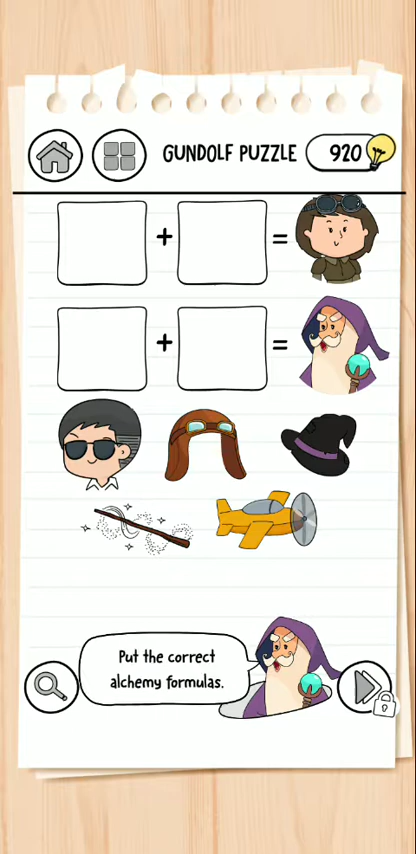 GUNDOLF PUZZLE 920
+ =
+ =
Put the correct
alchemy formulas.